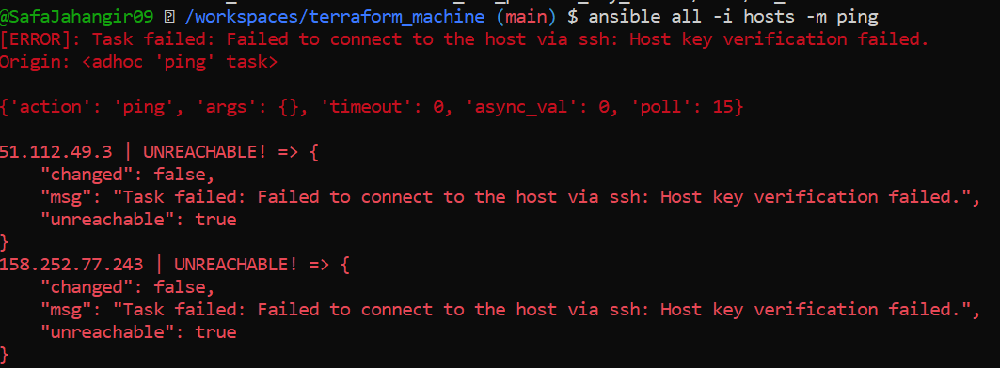 @SafaJahangir09 /workspaces/terraform_machine (main) $ ansible all -i hosts -m ping
[ERROR]: Task failed: Failed to connect to the host via ssh: Host key verification failed.
Origin: <adhoc 'ping' task>
{'action': 'ping', 'args': {}, 'timeout': 0, 'async_val': 0, 'poll': 15}
51.112.49.3 | UNREACHABLE! => {
    "changed": false,
    "msg": "Task failed: Failed to connect to the host via ssh: Host key verification failed.",
    "unreachable": true
}
158.252.77.243 | UNREACHABLE! => {
    "changed": false,
    "msg": "Task failed: Failed to connect to the host via ssh: Host key verification failed.",
    "unreachable": true
}